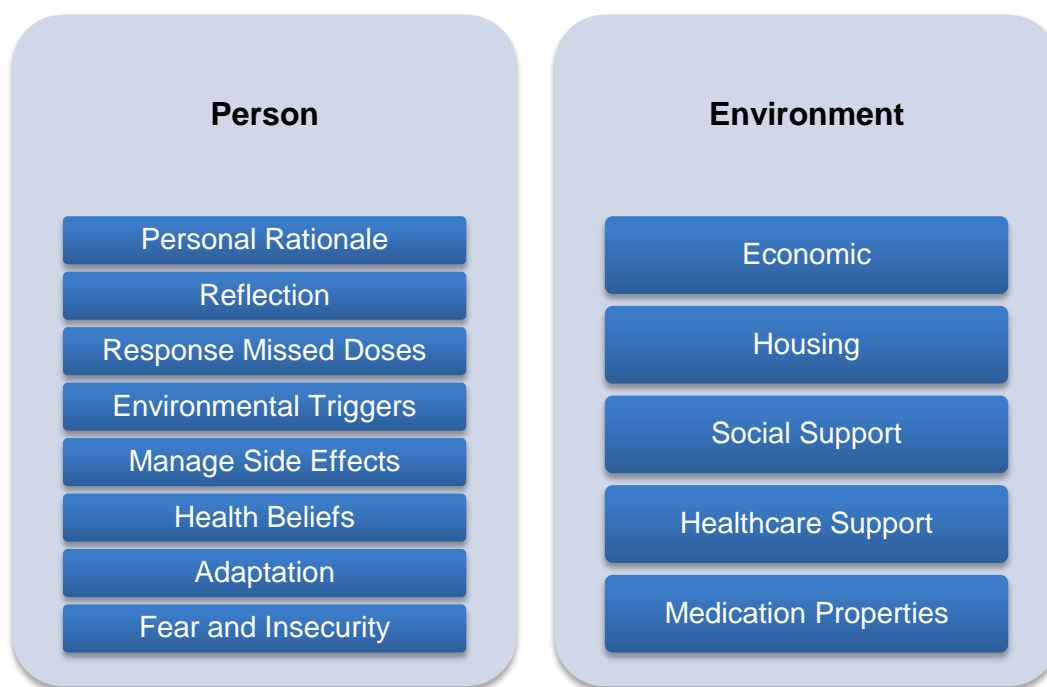 Person
Personal Rationale
Reflection
Response Missed Doses
Environmental Triggers
Manage Side Effects
Health Beliefs
Adaptation
Fear and Insecurity
Environment
Economic
Housing
Social Support
Healthcare Support
Medication Properties